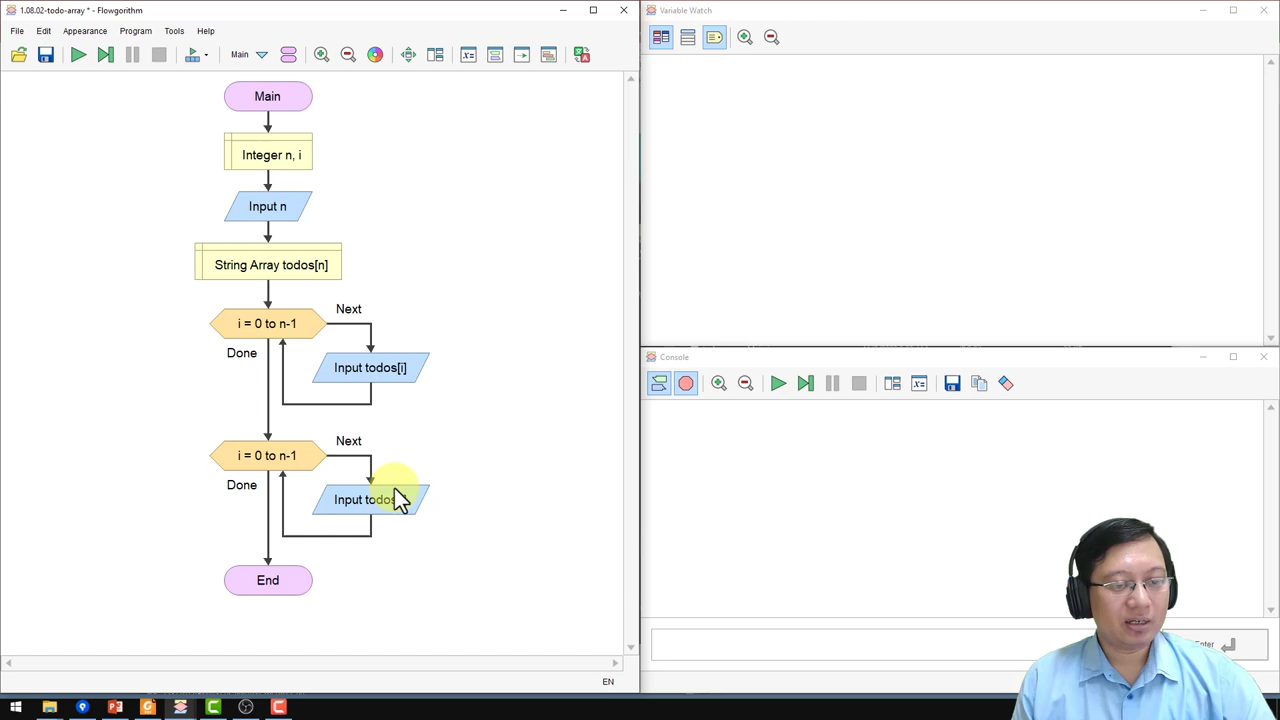 1.08.02-todo-array * - Flowgorithm
File Edit Appearance Program Tools Help
Main
Main
Integer n, i
Input n
String Array todos[n]
i = 0 to n-1
Next
Done
Input todos[i]
i = 0 to n-1
Next
Done
Input todos
End
EN
Variable Watch
Console
Enter